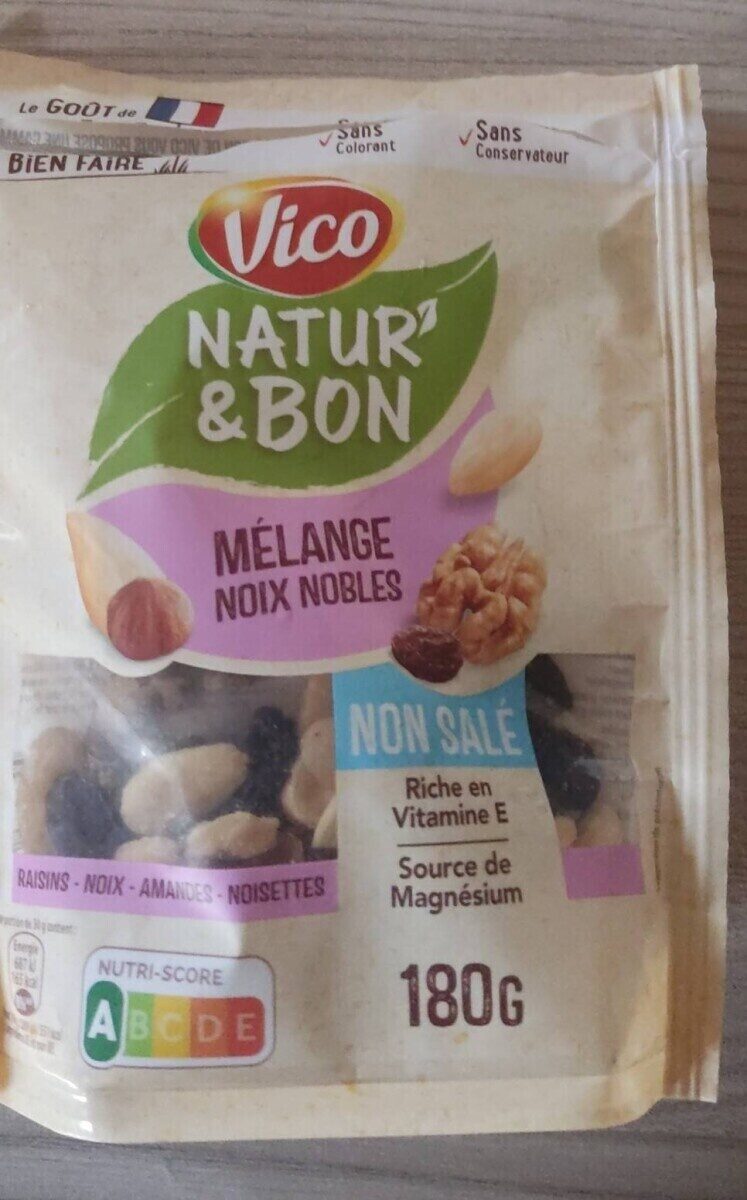 Le GOÛT de
BIEN FAIRE
Sans
Colorant
Sans
Conservateur
Vico
NATUR'
& BON
MÉLANGE
NOIX NOBLES
NON SALÉ
Riche en
Vitamine E
Source de
Magnésium
RAISINS - NOIX - AMANDES - NOISETTES
Energie
NUTRI-SCORE
A B C D E
180G